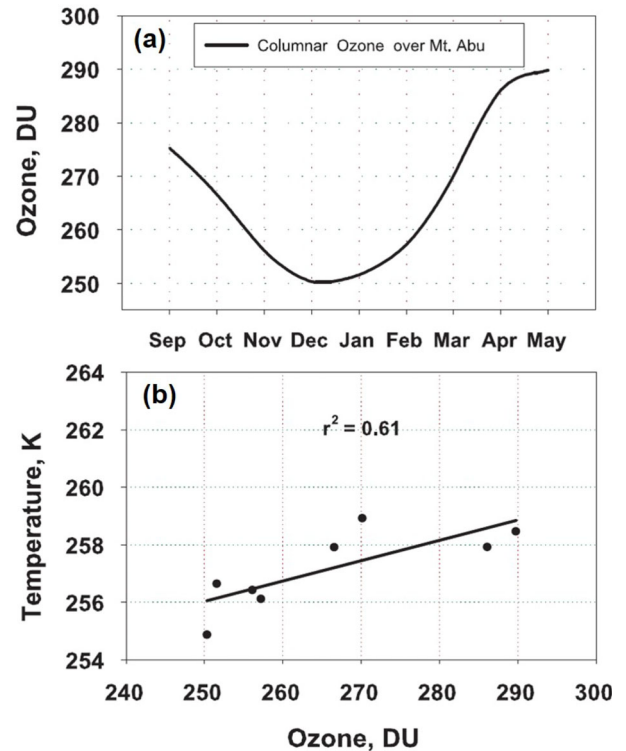 (a)
Columnar Ozone over Mt. Abu
Ozone, DU
300
290
280
270
260
250
Sep Oct Nov Dec Jan Feb Mar Apr May
(b)
r² = 0.61
Temperature, K
264
262
260
258
256
254
240 250 260 270 280 290 300
Ozone, DU